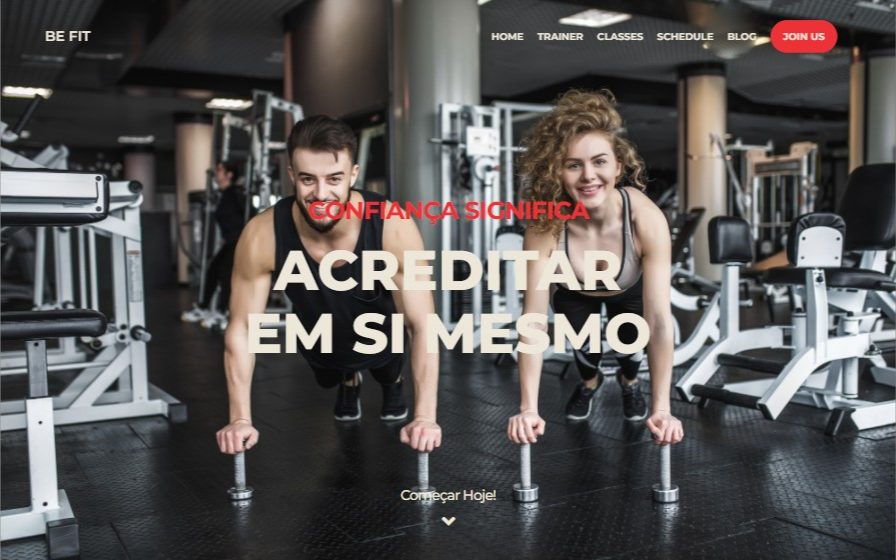 BE FIT
HOME TRAINER CLASSES SCHEDULE BLOG JOIN US
CONFIANÇA SIGNIFICA
ACREDITAR
EM SI MESMO
Começar Hoje!